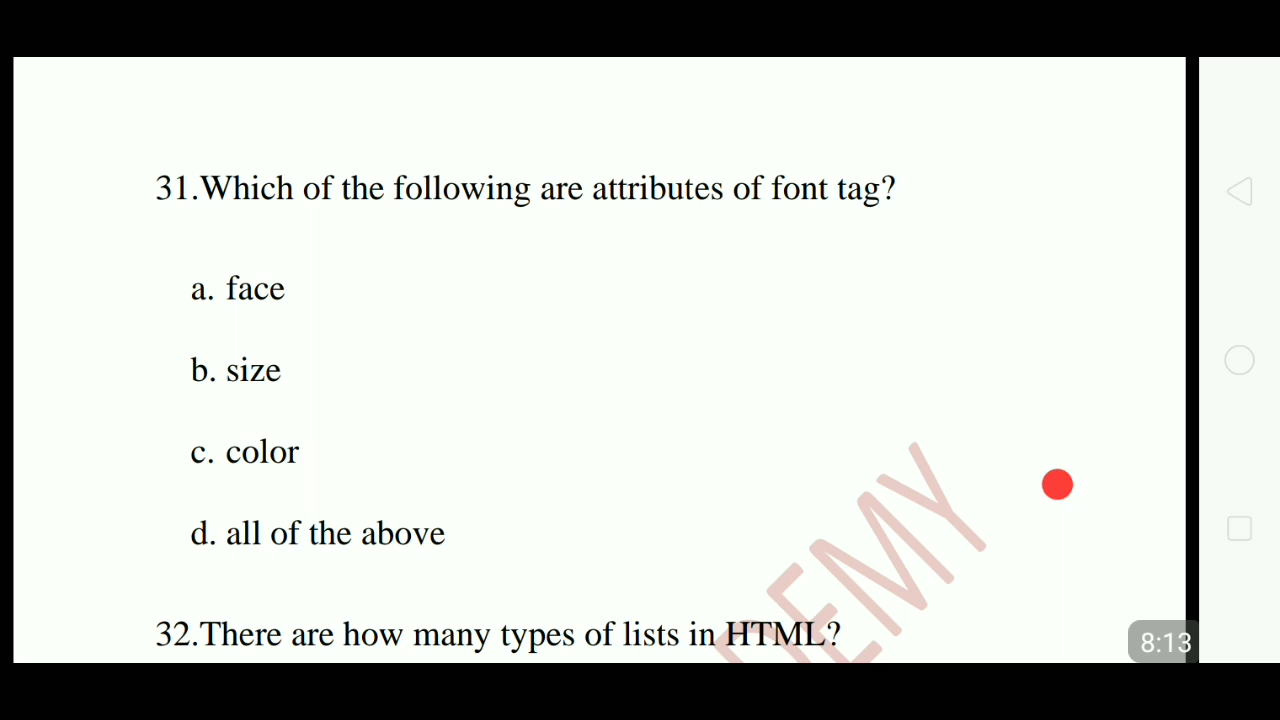 31.Which of the following are attributes of font tag?
a. face
b. size
c. color
d. all of the above
DEMY
32.There are how many types of lists in HTML?
8:13